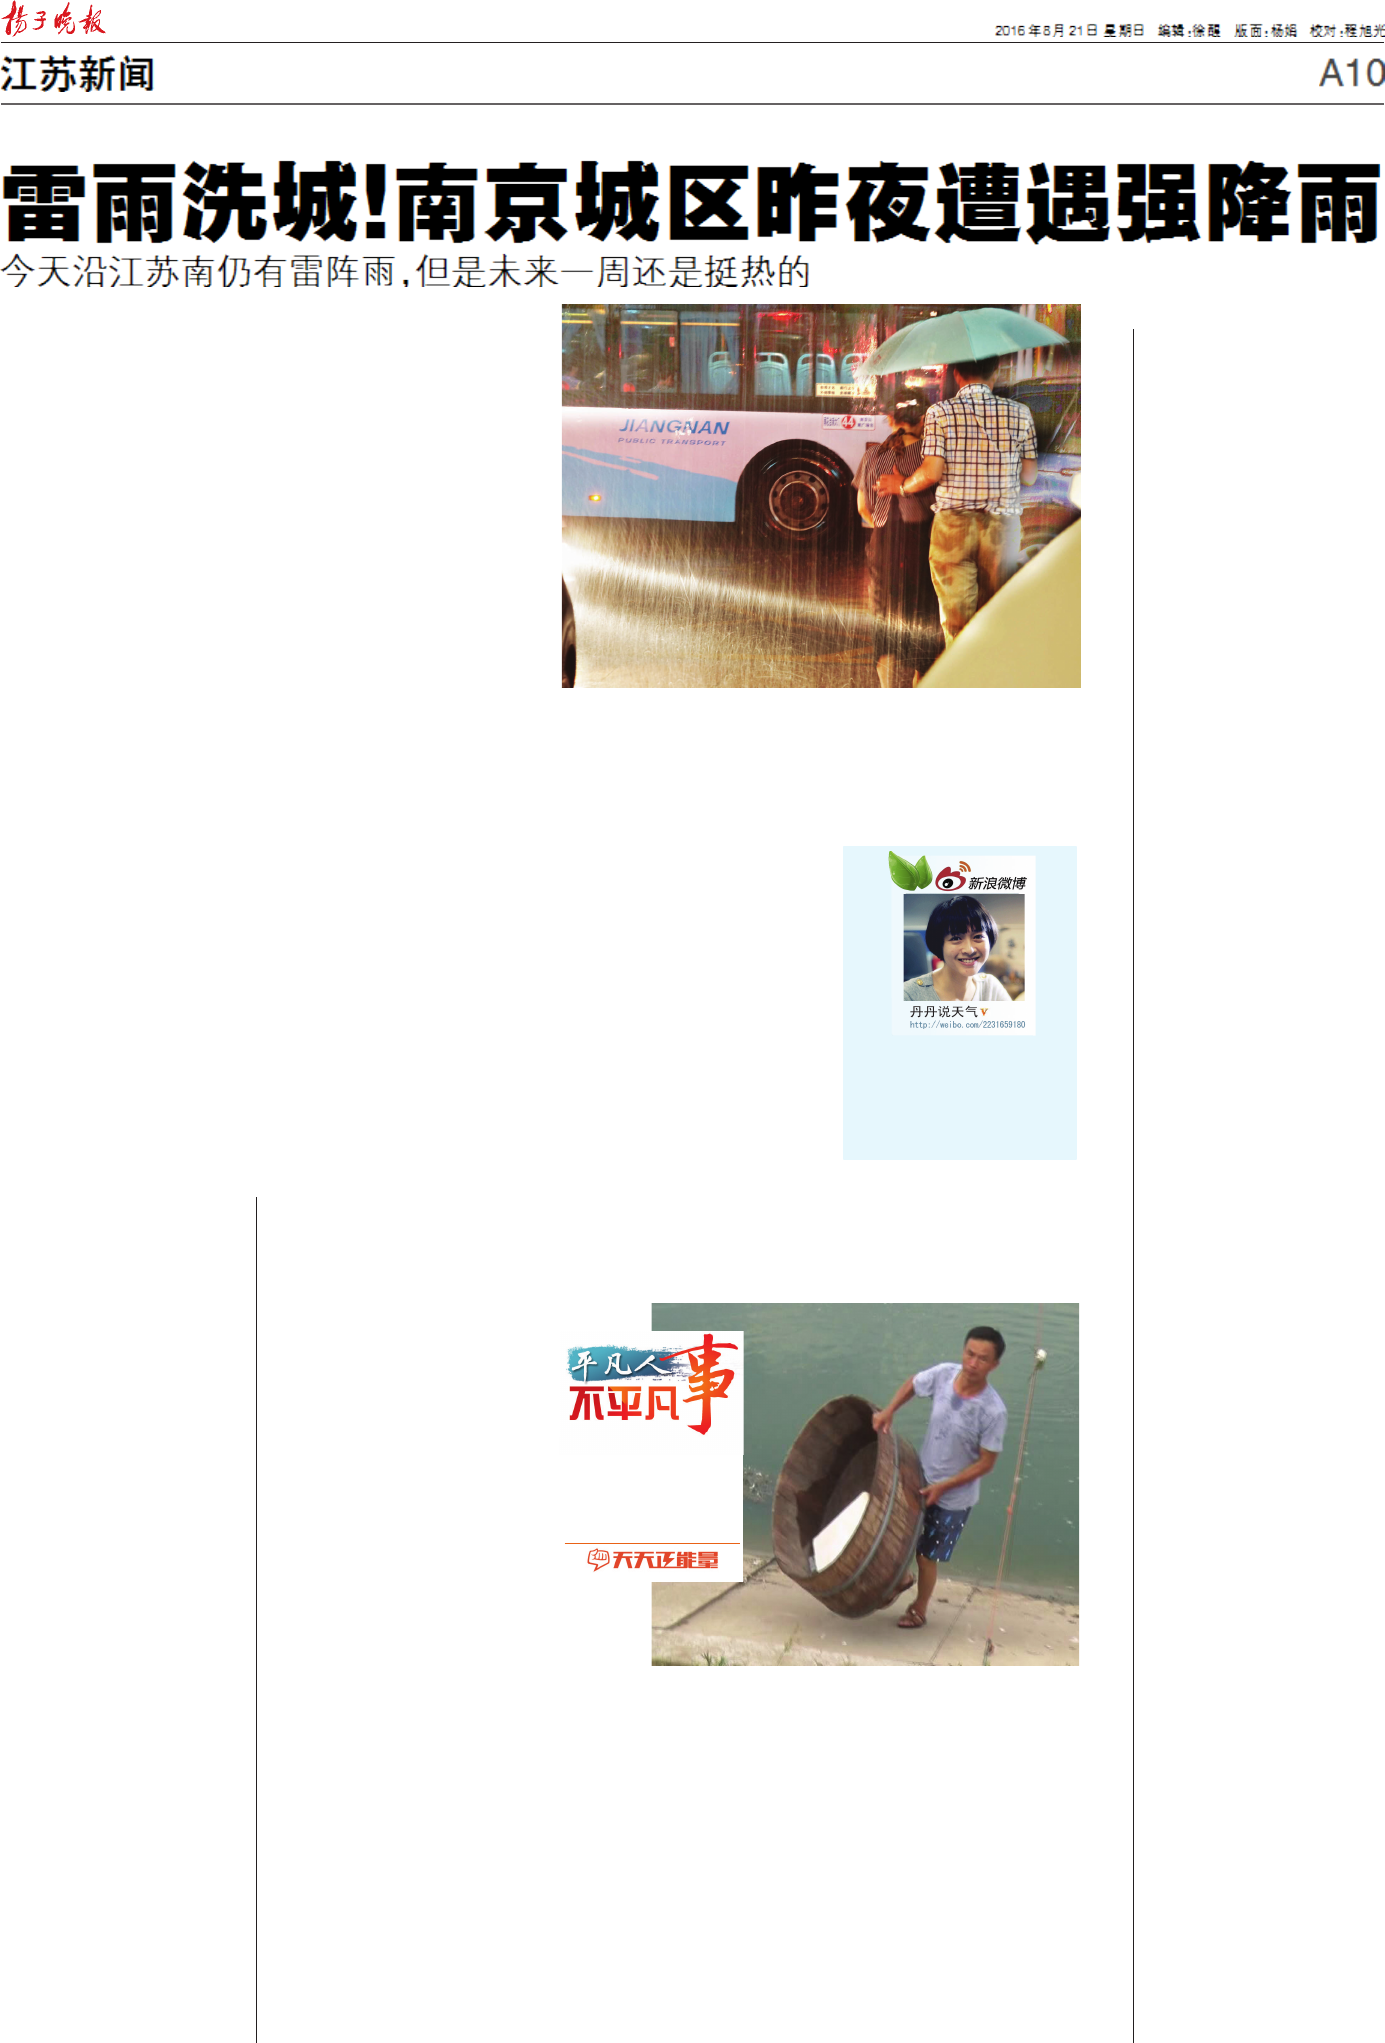 扬子晚报
2016年8月21日 星期日 编辑:徐醒 版面:杨娟 校对:程旭光
江苏新闻
A10
雷雨洗城!南京城区昨夜遭遇强降雨
今天沿江苏南仍有雷阵雨,但是未来一周还是挺热的
JIANGNAN
PUBLIC TRANSPORT
44
新浪微博
丹丹说天气
http://weibo.com/2231659180
平凡人
不平凡事
天天正能量